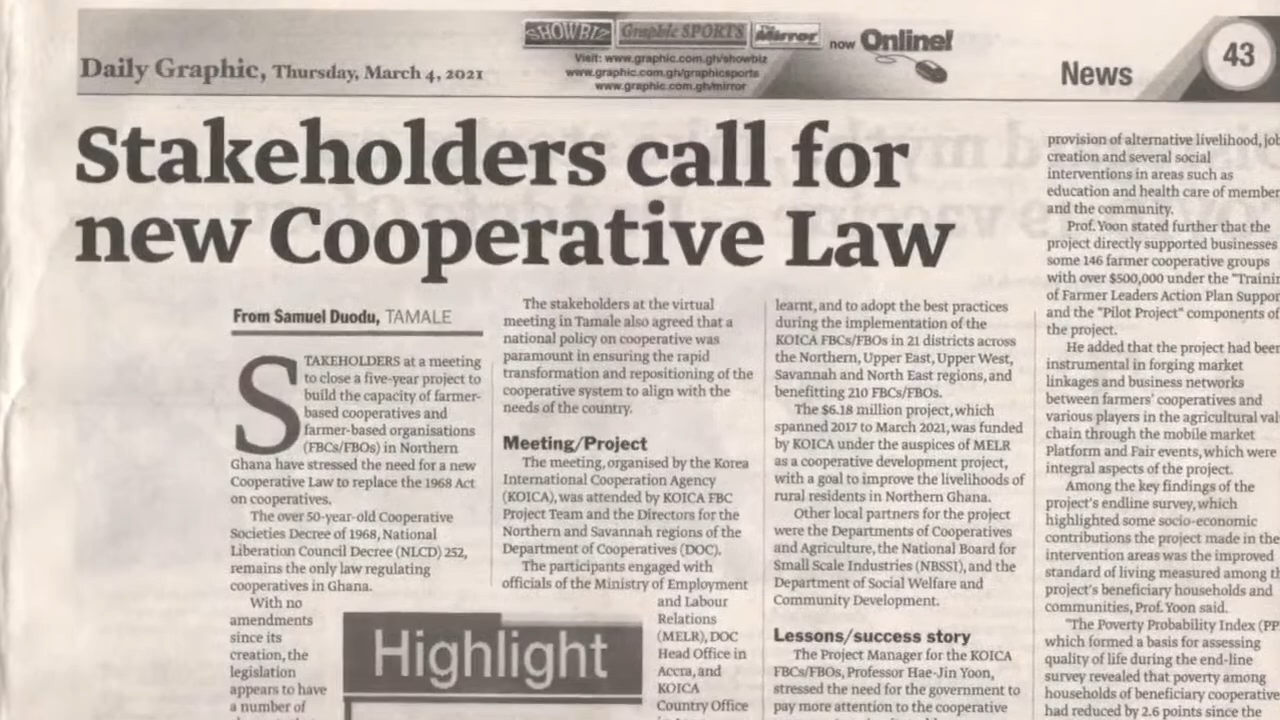 Daily Graphic, Thursday, March 4, 2021
SHOWBIZ Graphic SPORTS The Mirror now Online!
Visit: www.graphic.com.gh/showbiz
www.graphic.com.gh/graphicsports
www.graphic.com.gh/mirror
News
43
Stakeholders call for
new Cooperative Law
From Samuel Duodu, TAMALE
STAKEHOLDERS at a meeting
to close a five-year project to
build the capacity of farmer-
based cooperatives and
farmer-based organisations
(FBCs/FBOs) in Northern
Ghana have stressed the need for a new
Cooperative Law to replace the 1968 Act
on cooperatives.
The over 50-year-old Cooperative
Societies Decree of 1968, National
Liberation Council Decree (NLCD) 252,
remains the only law regulating
cooperatives in Ghana.
With no
amendments
since its
creation, the
legislation
appears to have
a number of
Highlight
The stakeholders at the virtual
meeting in Tamale also agreed that a
national policy on cooperative was
paramount in ensuring the rapid
transformation and repositioning of the
cooperative system to align with the
needs of the country.
Meeting/Project
The meeting, organised by the Korea
International Cooperation Agency
(KOICA), was attended by KOICA FBC
Project Team and the Directors for the
Northern and Savannah regions of the
Department of Cooperatives (DOC).
The participants engaged with
officials of the Ministry of Employment
and Labour
Relations
(MELR), DOC
Head Office in
Accra, and
KOICA
Country Office
learnt, and to adopt the best practices
during the implementation of the
KOICA FBCs/FBOs in 21 districts across
the Northern, Upper East, Upper West,
Savannah and North East regions, and
benefitting 210 FBCs/FBOs.
The $6.18 million project, which
spanned 2017 to March 2021, was funded
by KOICA under the auspices of MELR
as a cooperative development project,
with a goal to improve the livelihoods of
rural residents in Northern Ghana.
Other local partners for the project
were the Departments of Cooperatives
and Agriculture, the National Board for
Small Scale Industries (NBSSI), and the
Department of Social Welfare and
Community Development.
Lessons/success story
The Project Manager for the KOICA
FBCs/FBOs, Professor Hae-Jin Yoon,
stressed the need for the government to
pay more attention to the cooperative
provision of alternative livelihood, job
creation and several social
interventions in areas such as
education and health care of member
and the community.
Prof. Yoon stated further that the
project directly supported businesses
some 146 farmer cooperative groups
with over $500,000 under the "Trainin
of Farmer Leaders Action Plan Suppor
and the "Pilot Project" components of
the project.
He added that the project had been
instrumental in forging market
linkages and business networks
between farmers' cooperatives and
various players in the agricultural val
chain through the mobile market
Platform and Fair events, which were
integral aspects of the project.
Among the key findings of the
project's endline survey, which
highlighted some socio-economic
contributions the project made in the
intervention areas was the improved
standard of living measured among th
project's beneficiary households and
communities, Prof. Yoon said.
"The Poverty Probability Index (PP
which formed a basis for assessing
quality of life during the end-line
survey revealed that poverty among
households of beneficiary cooperative
had reduced by 2.6 points since the